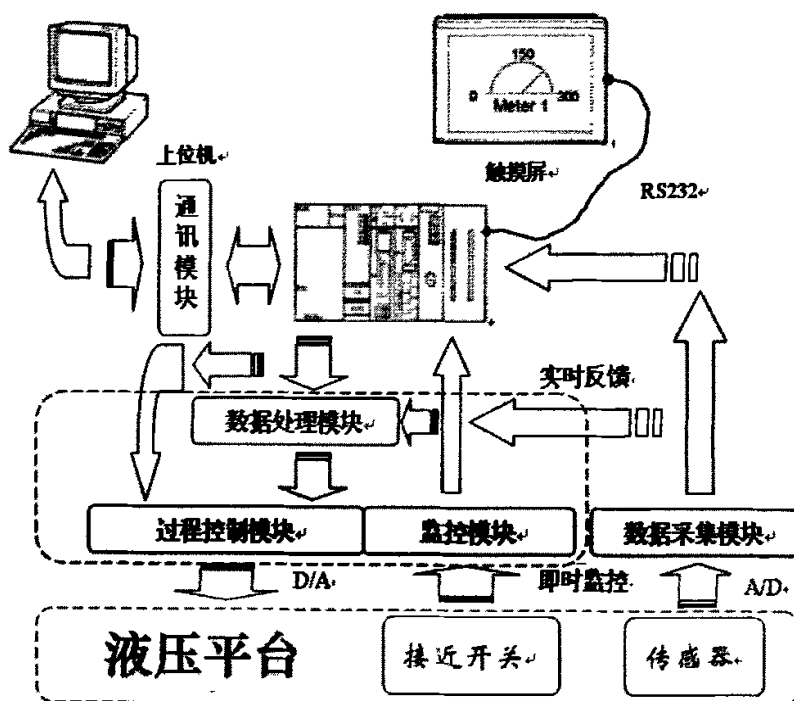 150
0
300
Meter 1
上位机
触摸屏
RS232
通讯模块
实时反馈
数据处理模块
过程控制模块
监控模块
数据采集模块
D/A
即时监控
A/D
液压平台
接近开关
传感器